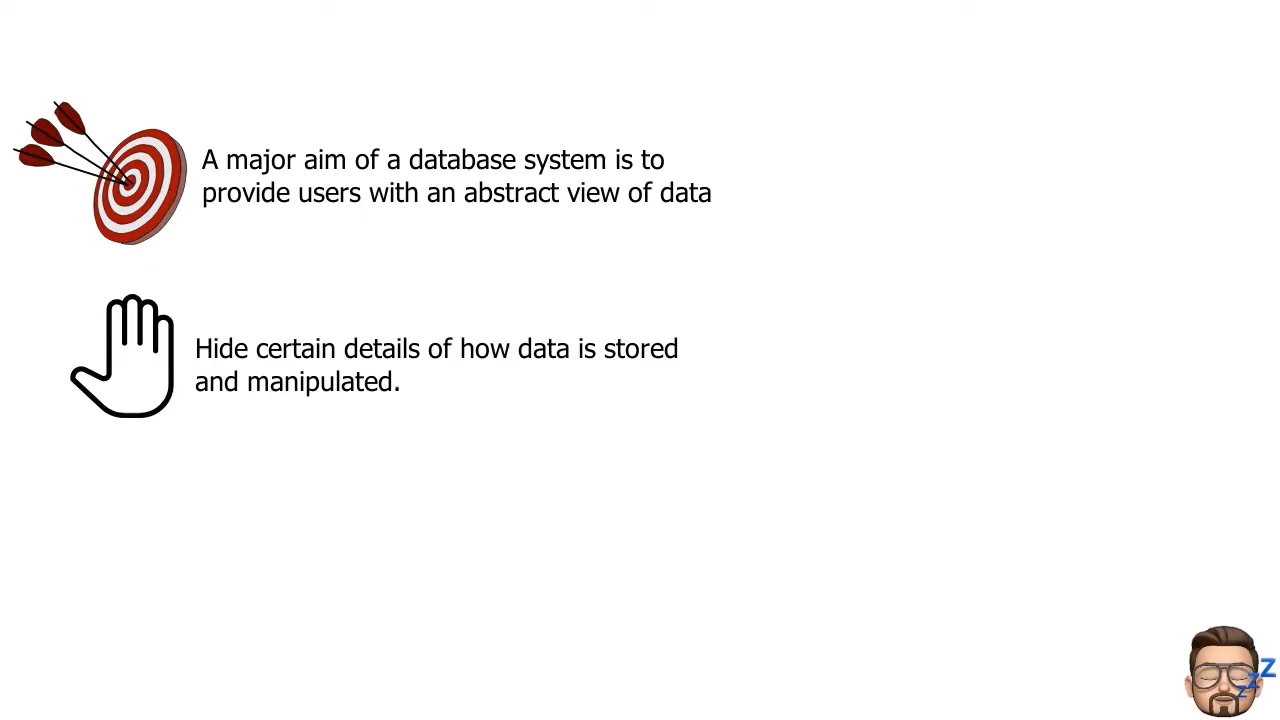 A major aim of a database system is to
provide users with an abstract view of data
Hide certain details of how data is stored
and manipulated.
z z Z